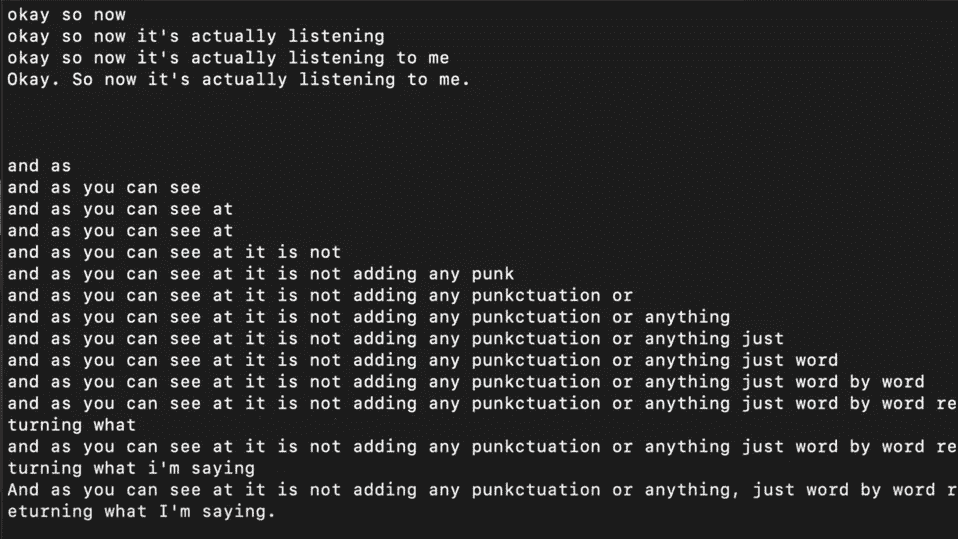 okay so now
okay so now it's actually listening
okay so now it's actually listening to me
Okay. So now it's actually listening to me.
and as
and as you can see
and as you can see at
and as you can see at
and as you can see at it is not
and as you can see at it is not adding any punk
and as you can see at it is not adding any punkctuation or
and as you can see at it is not adding any punkctuation or anything
and as you can see at it is not adding any punkctuation or anything just
and as you can see at it is not adding any punkctuation or anything just word
and as you can see at it is not adding any punkctuation or anything just word by word
and as you can see at it is not adding any punkctuation or anything just word by word re
turning what
and as you can see at it is not adding any punkctuation or anything just word by word re
turning what i'm saying
And as you can see at it is not adding any punkctuation or anything, just word by word r
eturning what I'm saying.